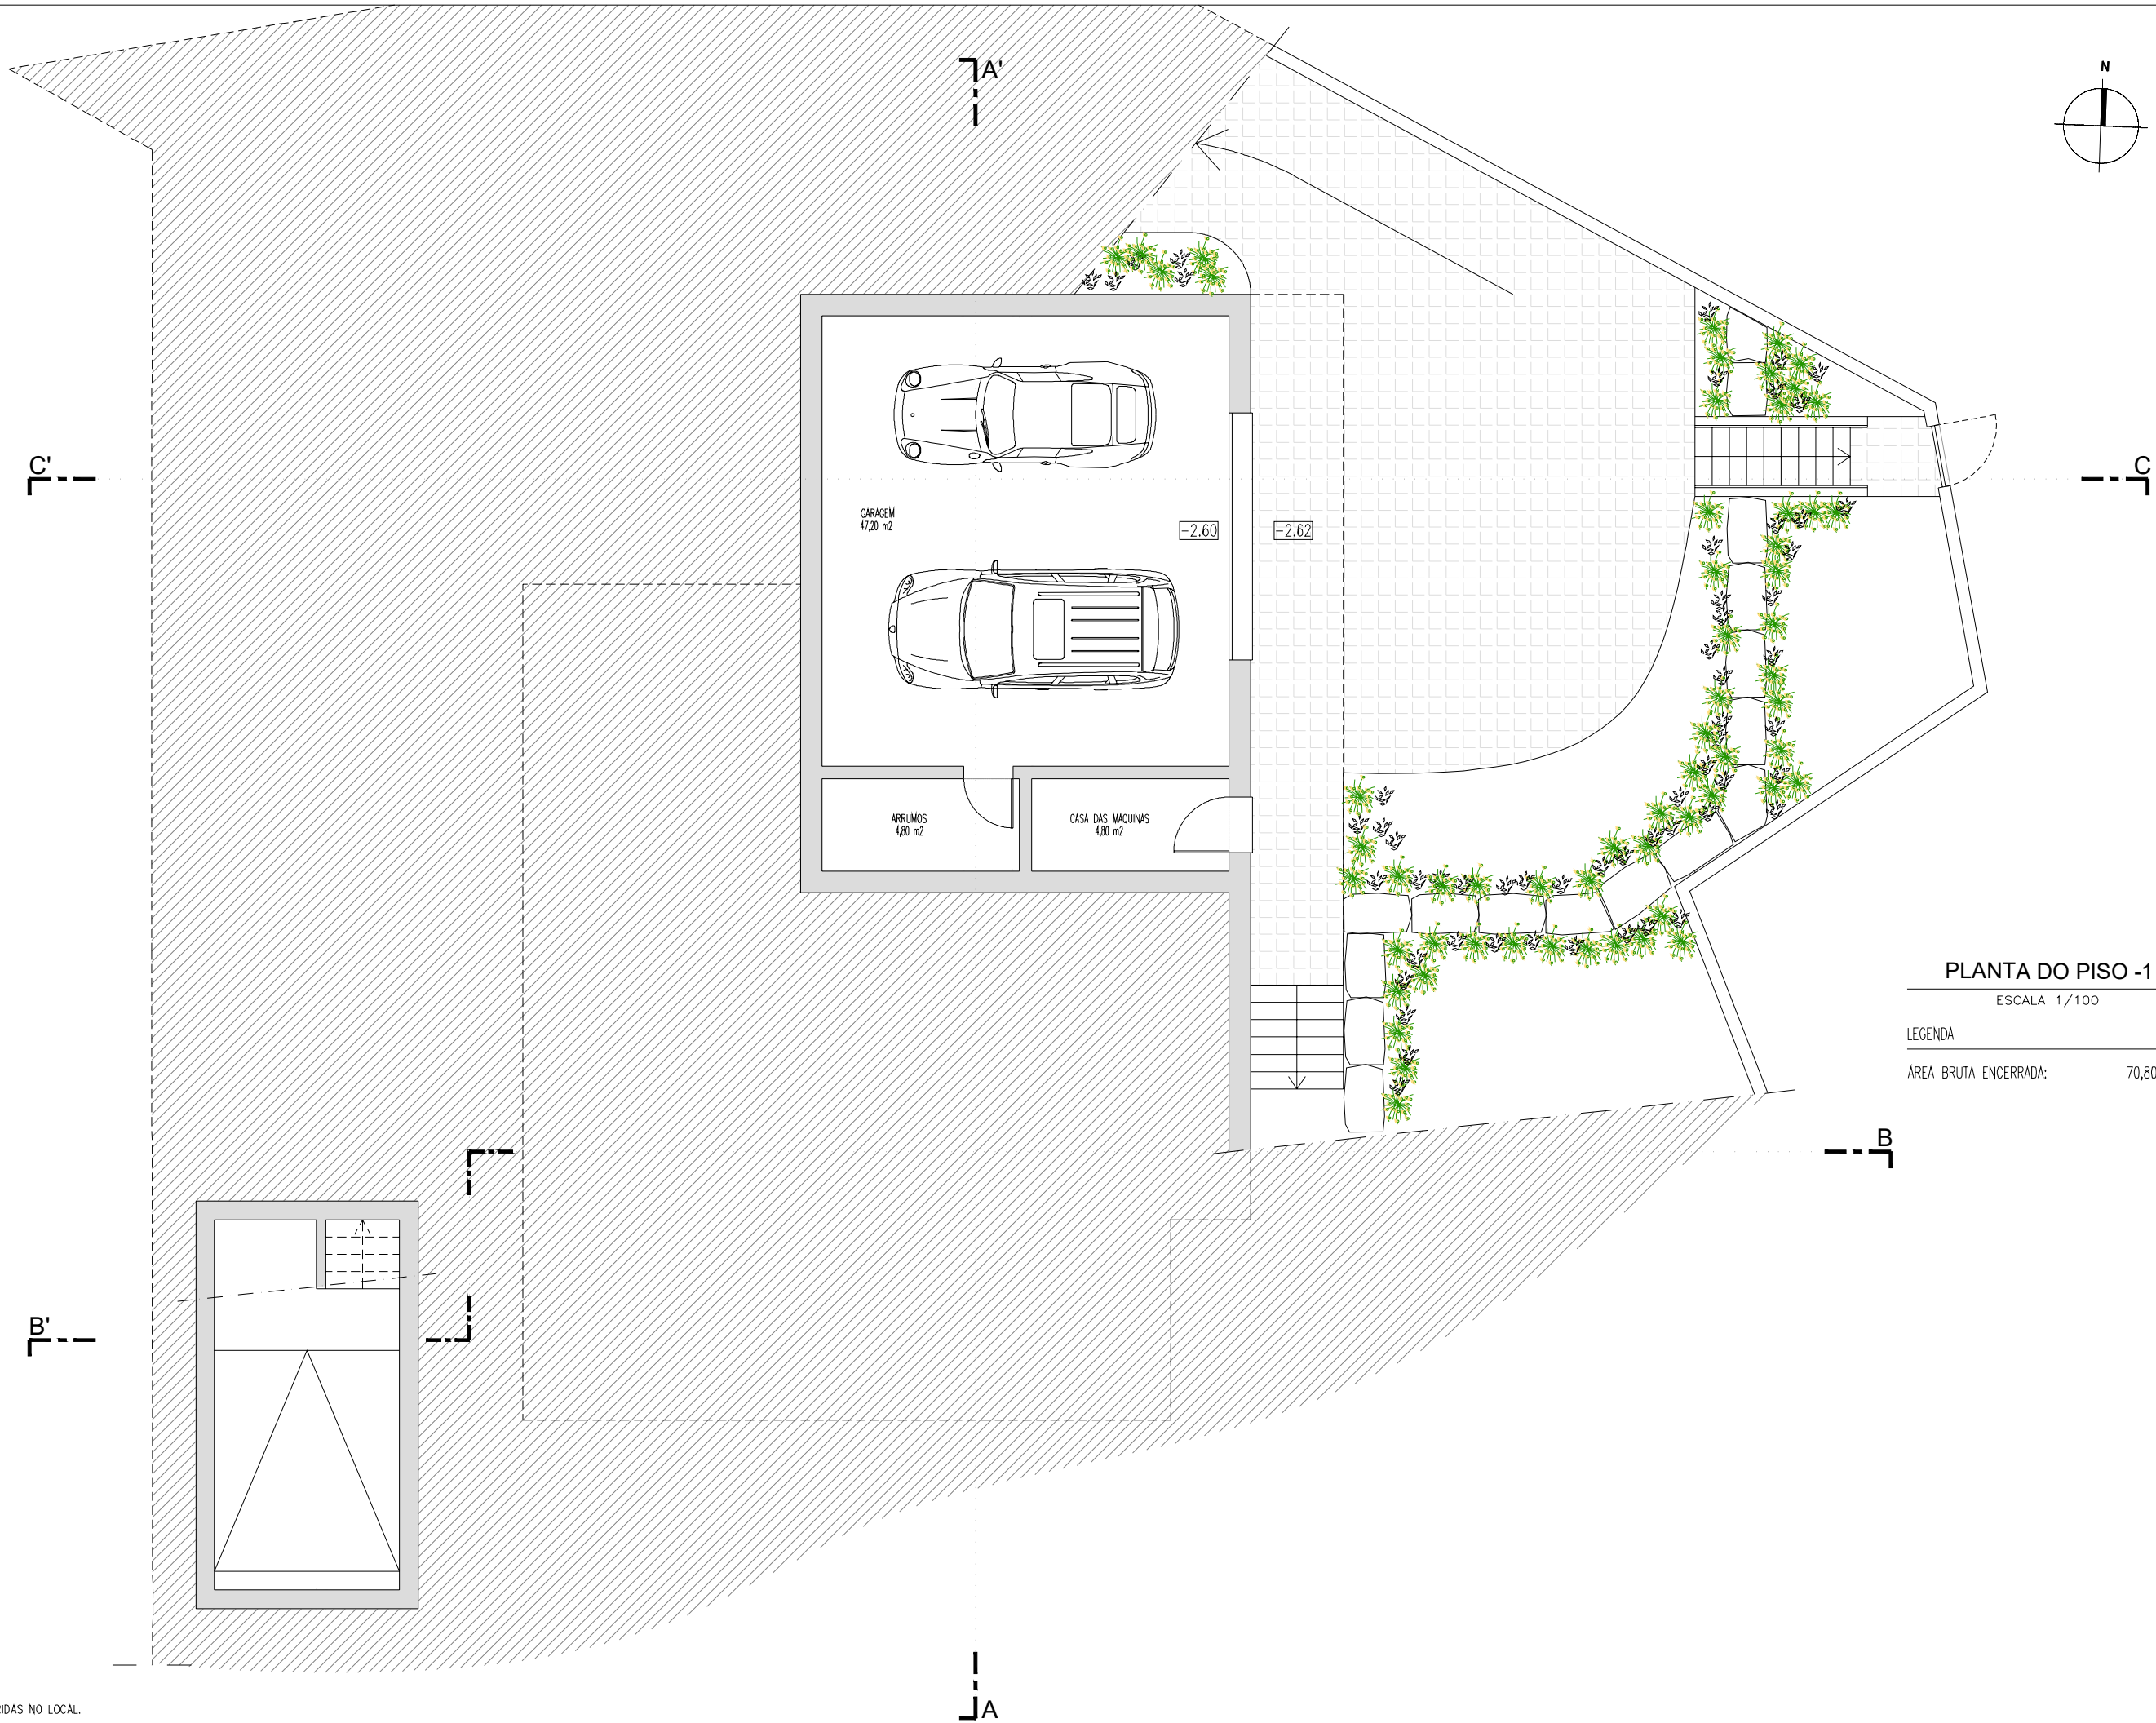 N
A'
C'
C
GARAGEM
47,20 m2
-2.60
-2.62
ARRUMOS
4,80 m2
CASA DAS MÁQUINAS
4,80 m2
PLANTA DO PISO -1
ESCALA 1/100
LEGENDA
ÁREA BRUTA ENCERRADA: 70,80
B
B'
A
NO LOCAL.